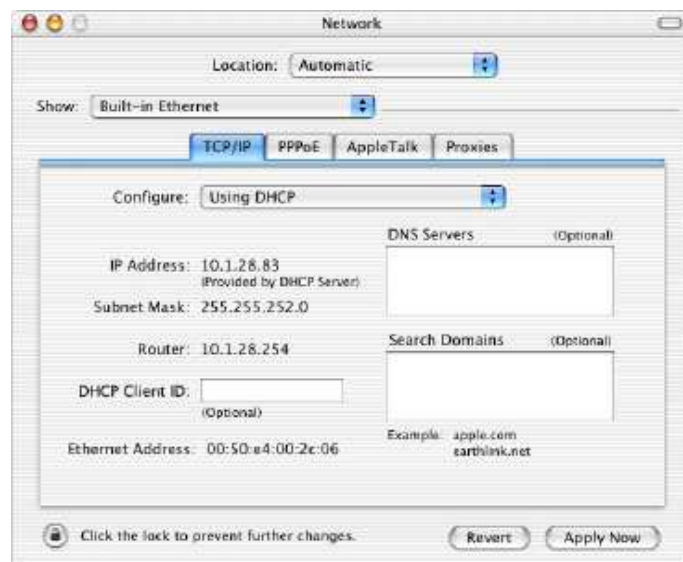 Network
Location: Automatic
Show: Built-in Ethernet
TCP/IP PPPoE AppleTalk Proxies
Configure: Using DHCP
DNS Servers (Optional)
IP Address: 10.1.28.83
(Provided by DHCP Server)
Subnet Mask: 255.255.252.0
Router: 10.1.28.254
Search Domains (Optional)
DHCP Client ID:
(Optional)
Example: apple.com
earthlink.net
Ethernet Address: 00:50:e4:00:2c:06
Click the lock to prevent further changes.
Revert Apply Now